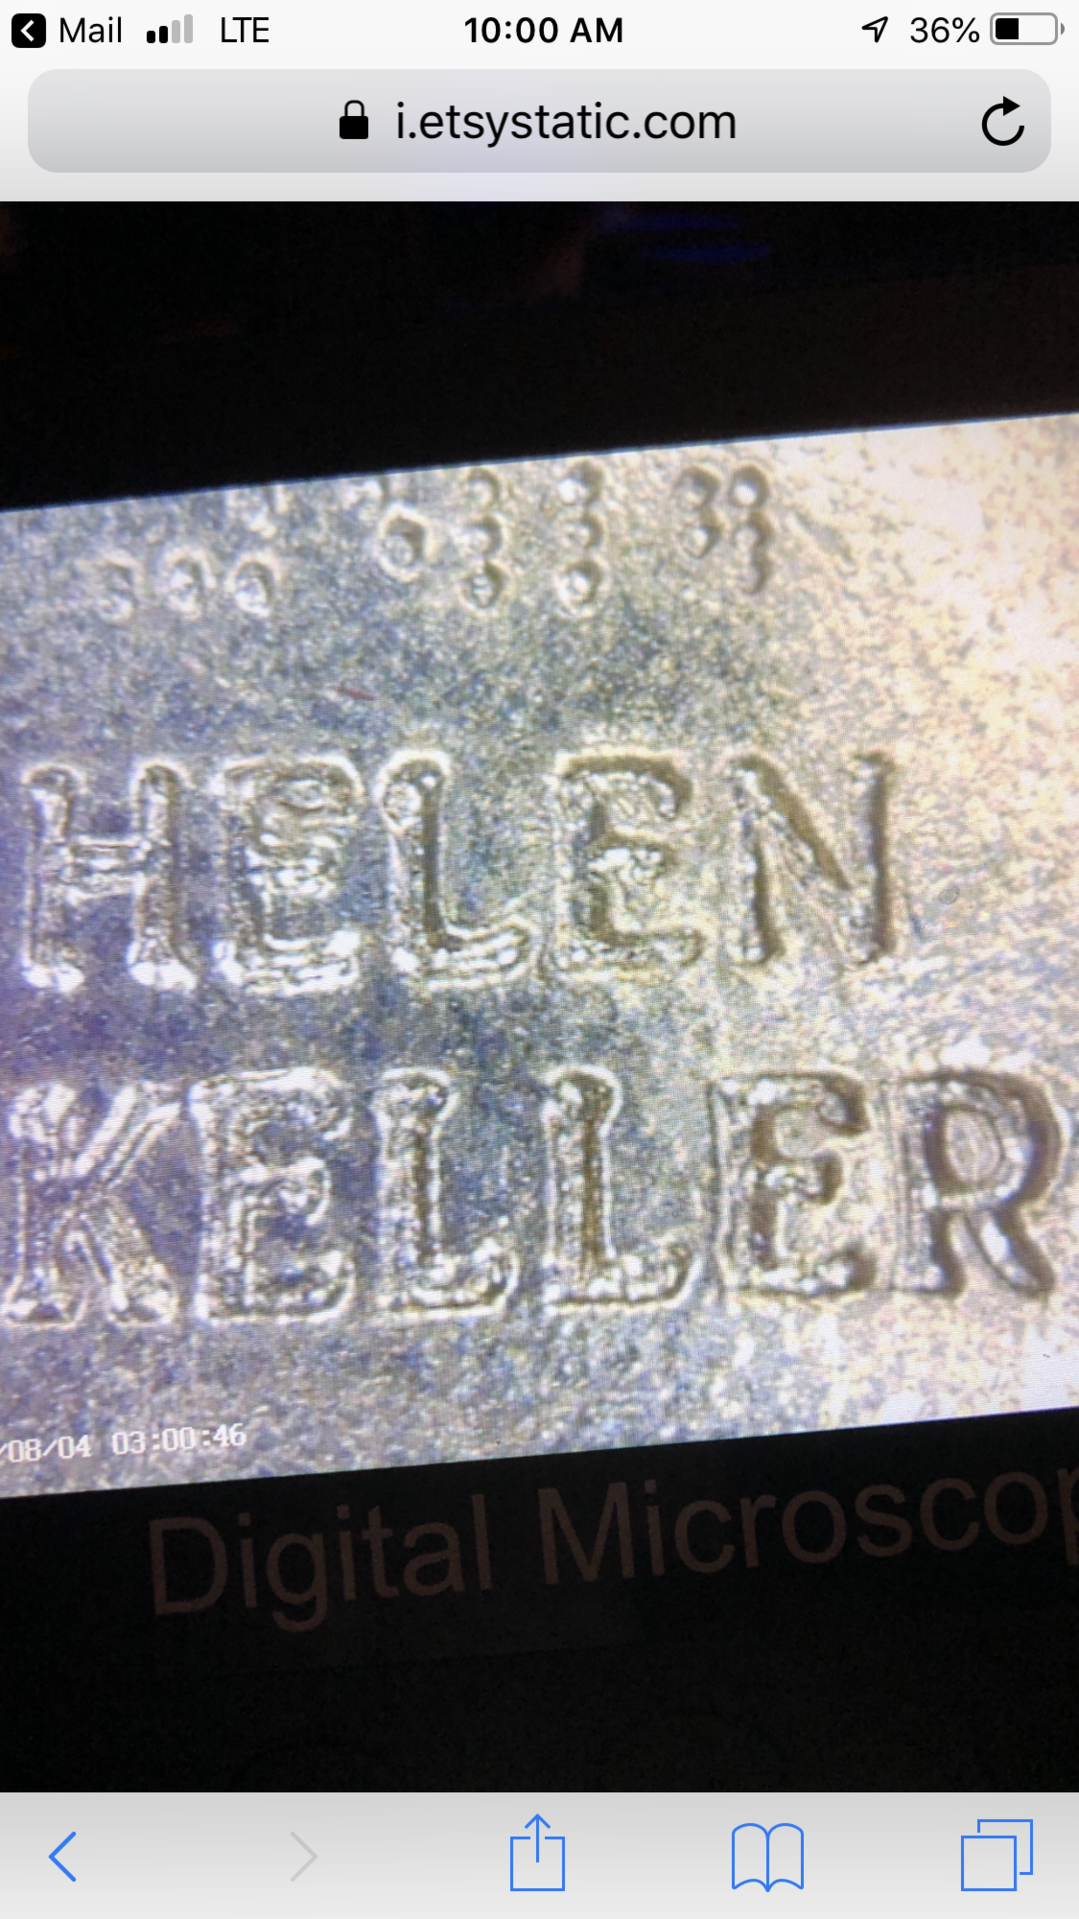 Mail LTE 10:00 AM 36%
i.etsystatic.com
HELEN
KELLER
/08/04 03:00:46
Digital Microscop